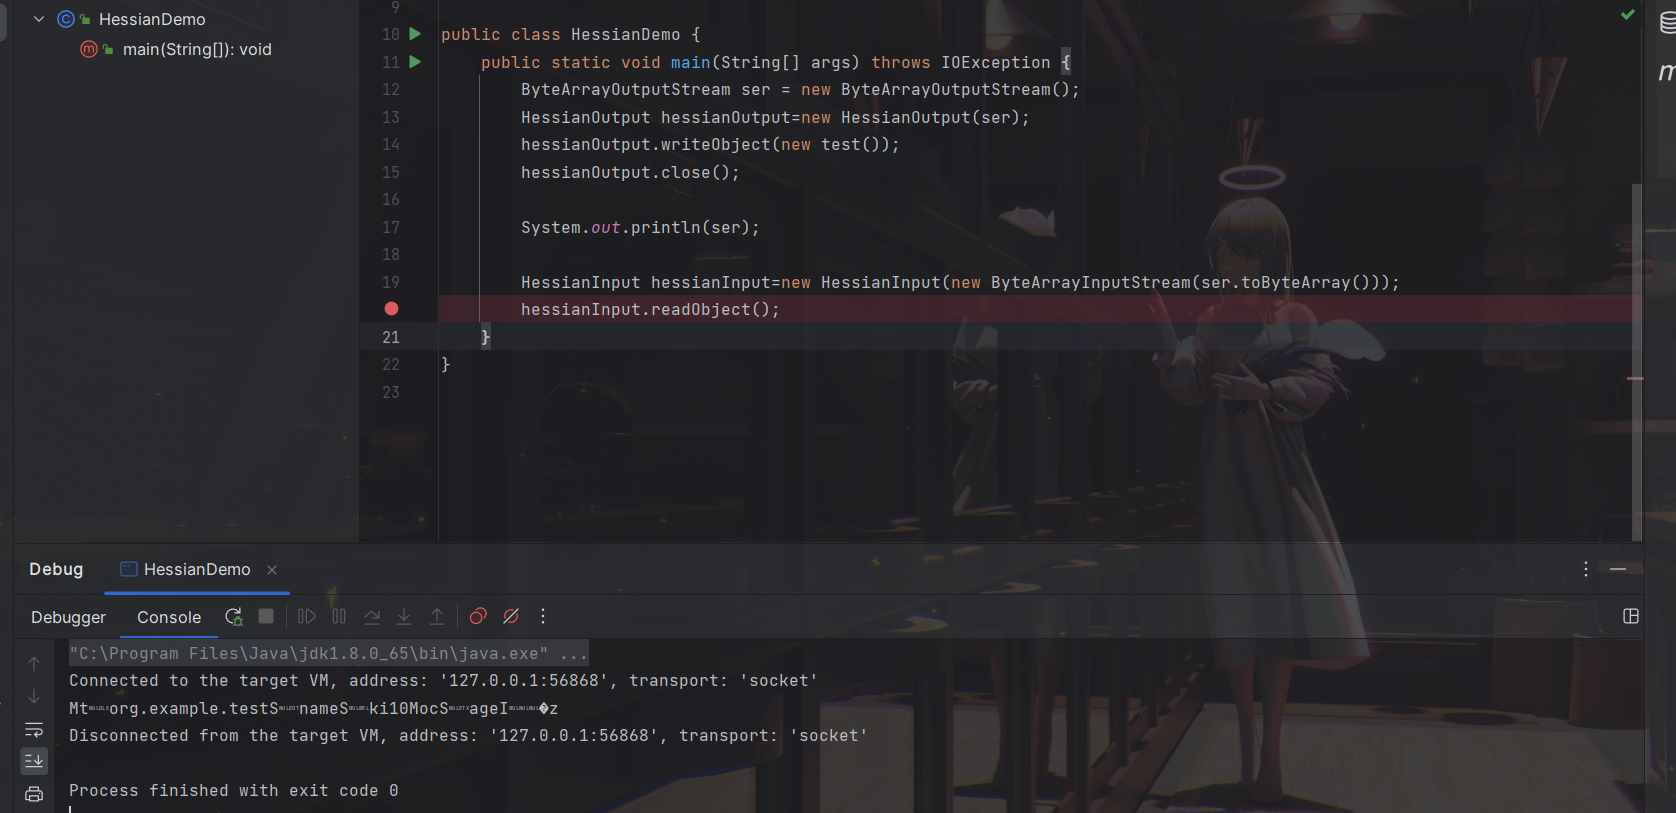 HessianDemo
main(String[]): void
9
10 public class HessianDemo {
11 public static void main(String[] args) throws IOException {
12 ByteArrayOutputStream ser = new ByteArrayOutputStream();
13 HessianOutput hessianOutput=new HessianOutput(ser);
14 hessianOutput.writeObject(new test());
15 hessianOutput.close();
16
17 System.out.println(ser);
18
19 HessianInput hessianInput=new HessianInput(new ByteArrayInputStream(ser.toByteArray()));
hessianInput.readObject();
21 }
22 }
23
Debug HessianDemo
Debugger Console
"C:\Program Files\Java\jdk1.8.0_65\bin\java.exe" ...
Connected to the target VM, address: '127.0.0.1:56868', transport: 'socket'
Mt org.example.testS nameS ki10MocS ageI �z
Disconnected from the target VM, address: '127.0.0.1:56868', transport: 'socket'
Process finished with exit code 0